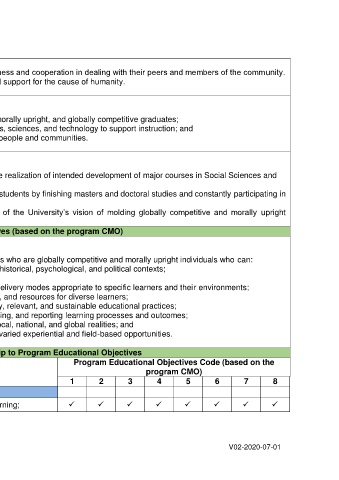 ness and cooperation in dealing with their peers and members of the community.
support for the cause of humanity.
morally upright, and globally competitive graduates;
s, sciences, and technology to support instruction; and
people and communities.
e realization of intended development of major courses in Social Sciences and
students by finishing masters and doctoral studies and constantly participating in
of the University's vision of molding globally competitive and morally upright
ves (based on the program CMO)
s who are globally competitive and morally upright individuals who can:
historical, psychological, and political contexts;
delivery modes appropriate to specific learners and their environments;
, and resources for diverse learners;
y, relevant, and sustainable educational practices;
ing, and reporting learning processes and outcomes;
ocal, national, and global realities; and
varied experiential and field-based opportunities.
ip to Program Educational Objectives
Program Educational Objectives Code (based on the
program CMO)
1 2 3 4 5 6 7 8
rning; ✓ ✓ ✓ ✓ ✓ ✓ ✓ ✓
V02-2020-07-01